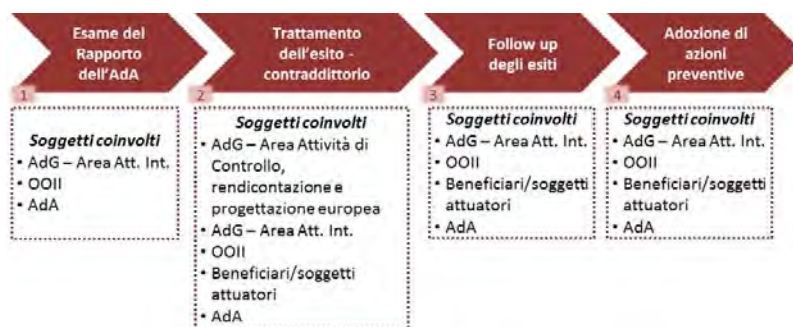 Esame del
Rapporto
dell'AdA
1
Soggetti coinvolti
• AdG – Area Att. Int.
• OOII
• AdA
Trattamento
dell'esito -
contraddittorio
2
Soggetti coinvolti
• AdG – Area Attività di
Controllo,
rendicontazione e
progettazione europea
• AdG – Area Att. Int.
• OOII
• Beneficiari/soggetti
attuatori
• AdA
Follow up
degli esiti
3
Soggetti coinvolti
• AdG – Area Att. Int.
• OOII
• Beneficiari/soggetti
attuatori
• AdA
Adozione di
azioni
preventive
4
Soggetti coinvolti
• AdG – Area Att. Int.
• OOII
• Beneficiari/soggetti
attuatori
• AdA